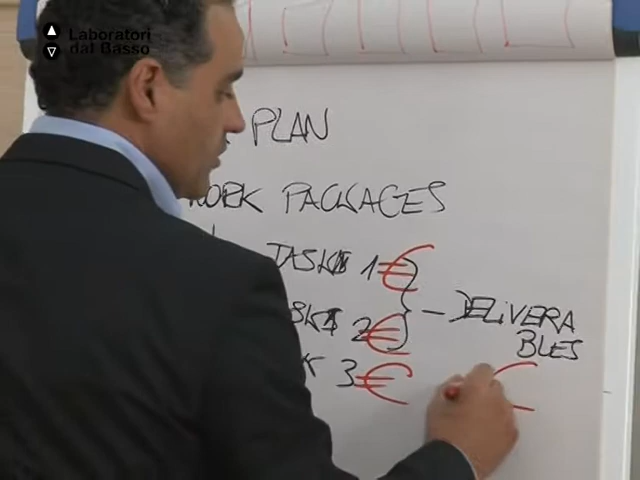 Laboratori
dal Basso
PLAN
WORK PACKAGES
TASK 1 €
2 €
3 €
DELIVERA
BLES